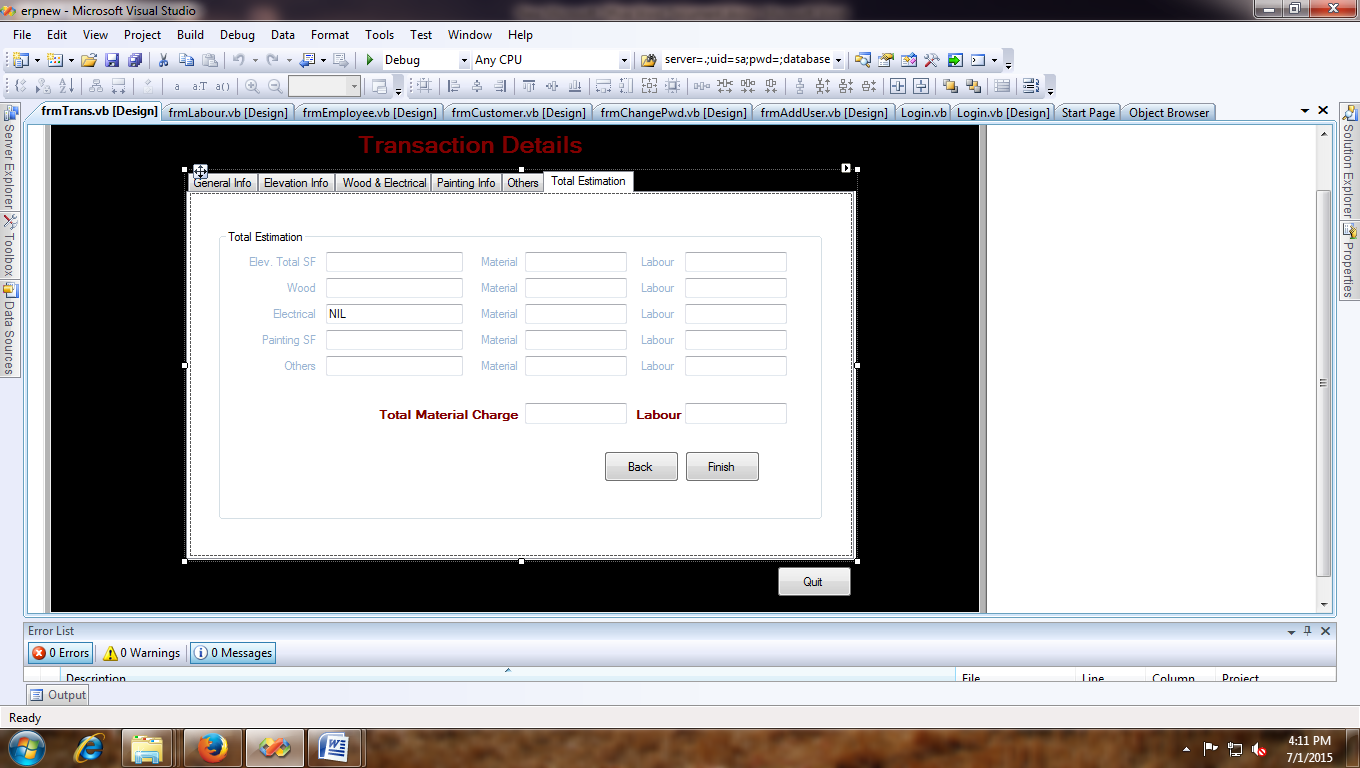 erpnew - Microsoft Visual Studio
File Edit View Project Build Debug Data Format Tools Test Window Help
Debug Any CPU server=.;uid=sa;pwd=;database
frmTrans.vb [Design] frmLabour.vb [Design] frmEmployee.vb [Design] frmCustomer.vb [Design] frmChangePwd.vb [Design] frmAddUser.vb [Design] Login.vb Login.vb [Design] Start Page Object Browser
Server Explorer
Toolbox
Data Sources
Solution Explorer
Properties
Transaction Details
General Info Elevation Info Wood & Electrical Painting Info Others Total Estimation
Total Estimation
Elev. Total SF Material Labour
Wood Material Labour
Electrical NIL Material Labour
Painting SF Material Labour
Others Material Labour
Total Material Charge Labour
Back Finish
Quit
Error List
0 Errors 0 Warnings 0 Messages
Description File Line Column Project
Output
Ready
4:11 PM
7/1/2015